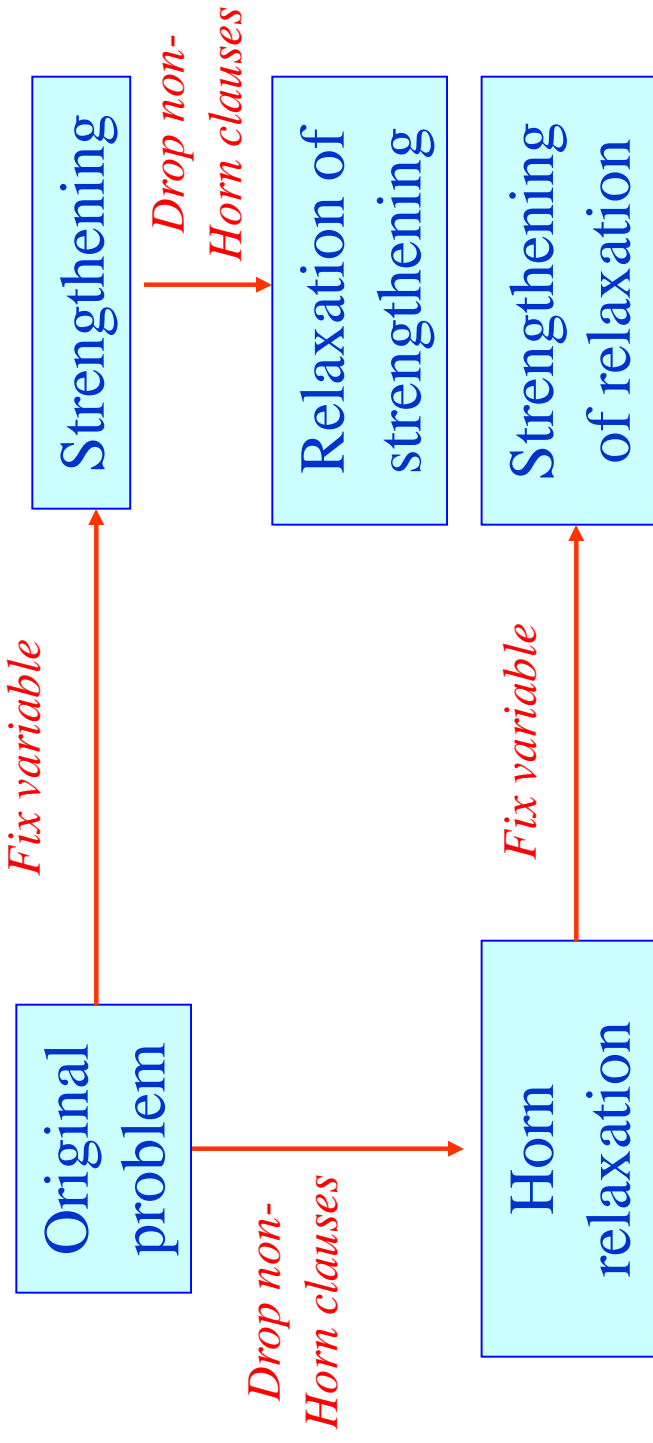 Original
problem
Fix variable
Strengthening
Drop non-
Horn clauses
Drop non-
Horn clauses
Relaxation of
strengthening
Horn
relaxation
Fix variable
Strengthening
of relaxation